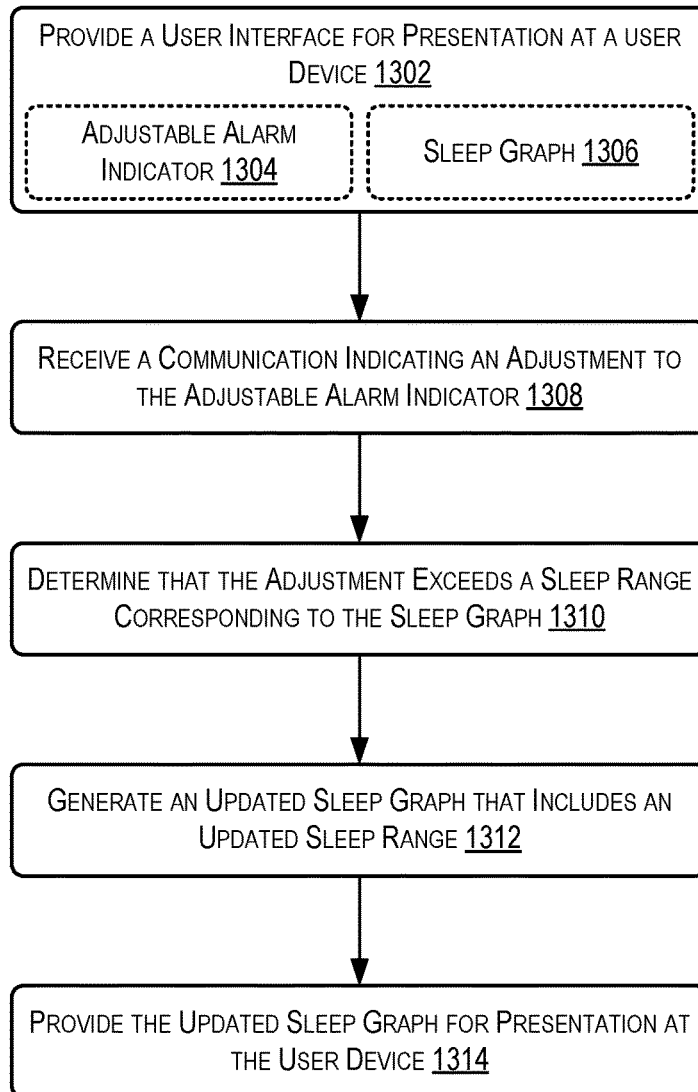 PROVIDE A USER INTERFACE FOR PRESENTATION AT A USER
DEVICE 1302
ADJUSTABLE ALARM
INDICATOR 1304
SLEEP GRAPH 1306
RECEIVE A COMMUNICATION INDICATING AN ADJUSTMENT TO
THE ADJUSTABLE ALARM INDICATOR 1308
DETERMINE THAT THE ADJUSTMENT EXCEEDS A SLEEP RANGE
CORRESPONDING TO THE SLEEP GRAPH 1310
GENERATE AN UPDATED SLEEP GRAPH THAT INCLUDES AN
UPDATED SLEEP RANGE 1312
PROVIDE THE UPDATED SLEEP GRAPH FOR PRESENTATION AT
THE USER DEVICE 1314